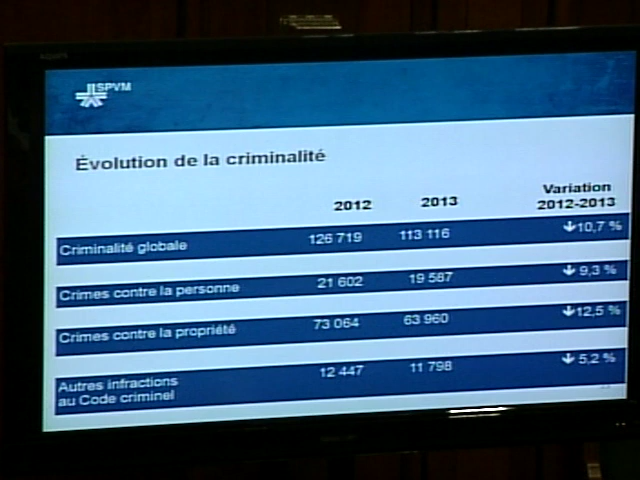 SPVM
Évolution de la criminalité
2012 2013 Variation 2012-2013
Criminalité globale 126 719 113 116 10,7 %
Crimes contre la personne 21 602 19 587 9,3 %
Crimes contre la propriété 73 064 63 960 12,5 %
Autres infractions
au Code criminel 12 447 11 798 5,2 %